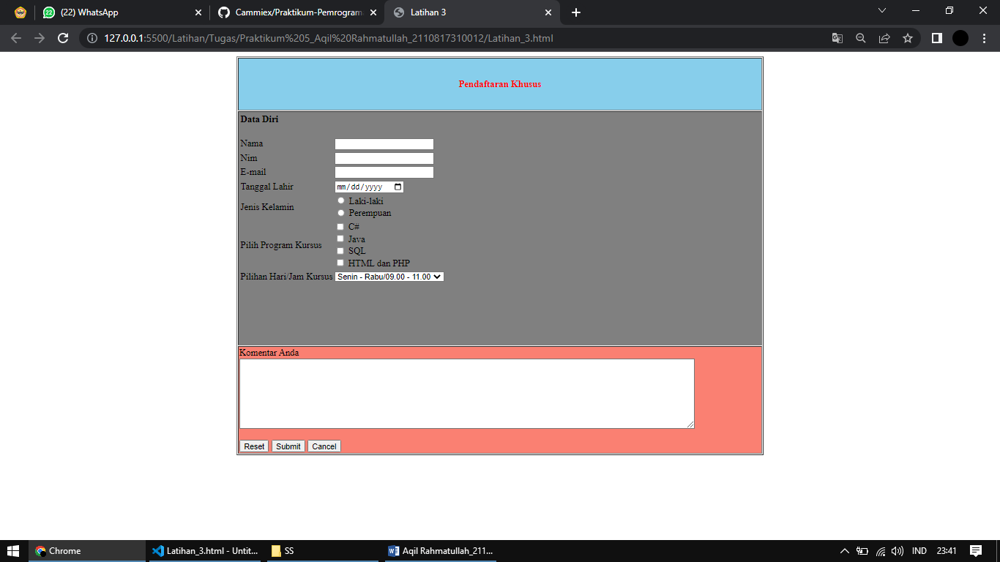 (22) WhatsApp
Cammiex/Praktikum-Pemrogram
Latihan 3
127.0.0.1:5500/Latihan/Tugas/Praktikum%205_Aqil%20Rahmatullah_2110817310012/Latihan_3.html
Pendaftaran Khusus
Data Diri
Nama
Nim
E-mail
Tanggal Lahir mm/dd/yyyy
Jenis Kelamin
Laki-laki
Perempuan
Pilih Program Kursus
C#
Java
SQL
HTML dan PHP
Pilihan Hari/Jam Kursus Senin - Rabu/09.00 - 11.00
Komentar Anda
Reset Submit Cancel
Chrome
Latihan_3.html - Untit...
SS
Aqil Rahmatullah_211...
IND
23:41